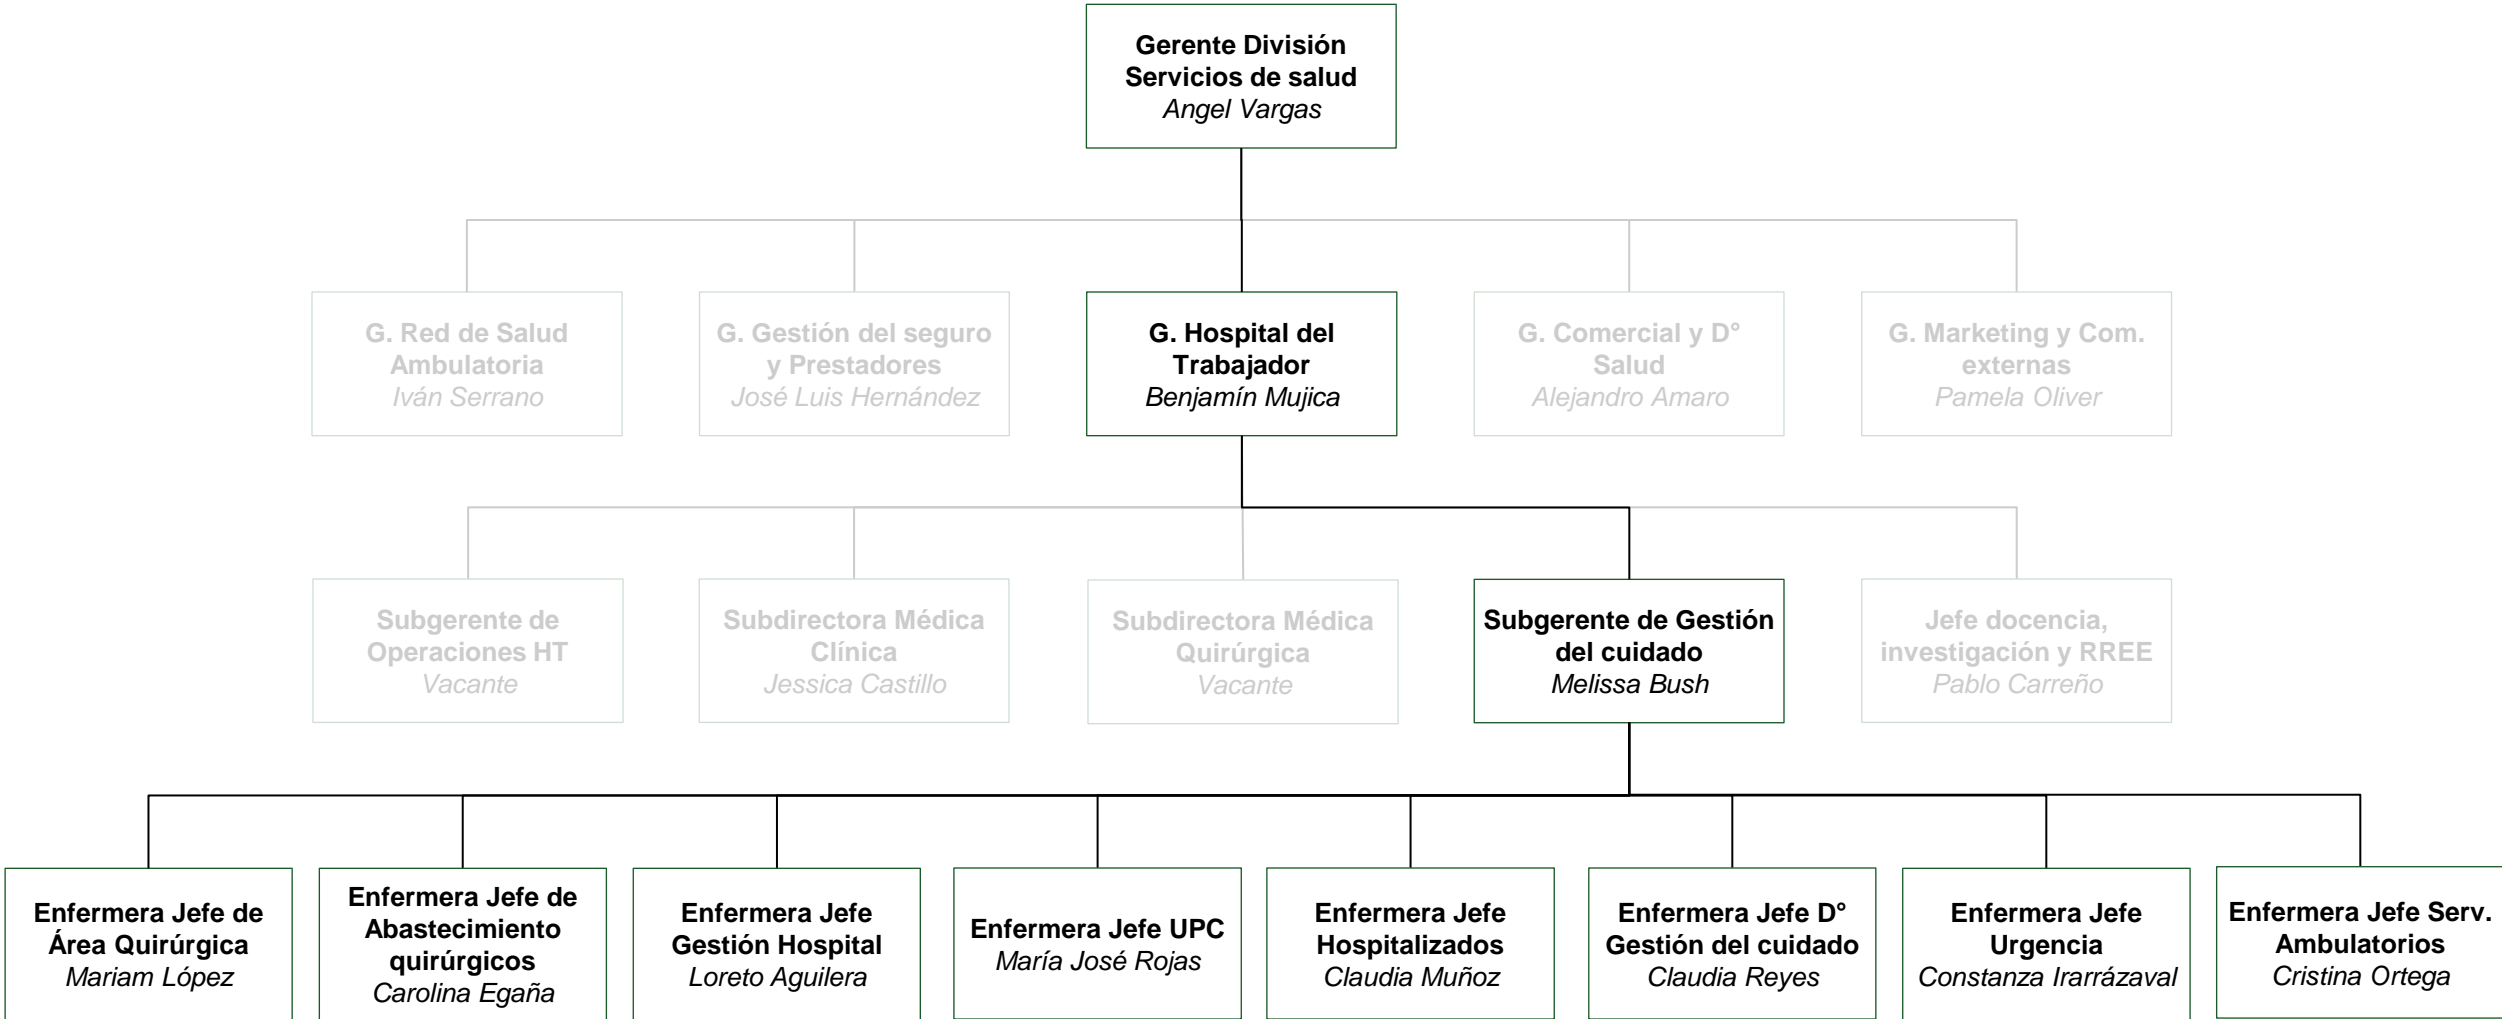 Gerente División
Servicios de salud
Angel Vargas
G. Red de Salud
Ambulatoria
Iván Serrano
G. Gestión del seguro
y Prestadores
José Luis Hernández
G. Hospital del
Trabajador
Benjamín Mujica
G. Comercial y D°
Salud
Alejandro Amaro
G. Marketing y Com.
externas
Pamela Oliver
Subgerente de
Operaciones HT
Vacante
Subdirectora Médica
Clínica
Jessica Castillo
Subdirectora Médica
Quirúrgica
Vacante
Subgerente de Gestión
del cuidado
Melissa Bush
Jefe docencia,
investigación y RREE
Pablo Carreño
Enfermera Jefe de
Área Quirúrgica
Mariam López
Enfermera Jefe de
Abastecimiento
quirúrgicos
Carolina Egaña
Enfermera Jefe
Gestión Hospital
Loreto Aguilera
Enfermera Jefe UPC
María José Rojas
Enfermera Jefe
Hospitalizados
Claudia Muñoz
Enfermera Jefe D°
Gestión del cuidado
Claudia Reyes
Enfermera Jefe
Urgencia
Constanza Irarrázaval
Enfermera Jefe Serv.
Ambulatorios
Cristina Ortega